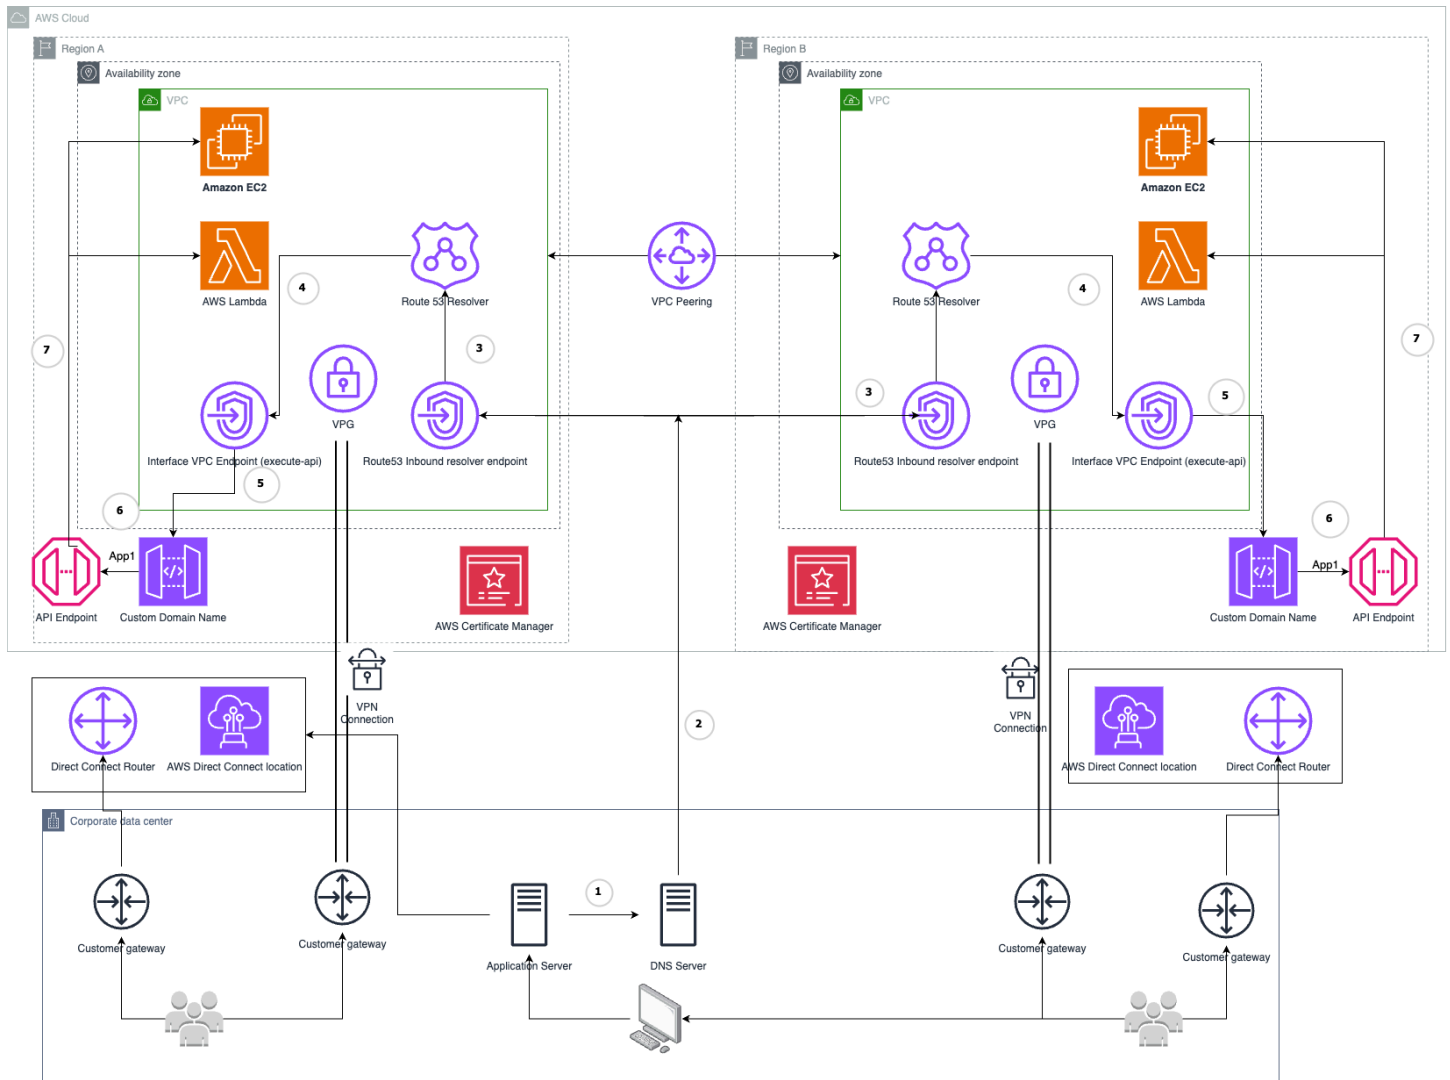 AWS Cloud
Region A
Region B
Availability zone
Availability zone
VPC
VPC
Amazon EC2
Amazon EC2
AWS Lambda
Route 53 Resolver
VPC Peering
Route 53 Resolver
AWS Lambda
4
4
7
3
7
3
5
VPG
VPG
Interface VPC Endpoint (execute-api)
Route53 Inbound resolver endpoint
Route53 Inbound resolver endpoint
Interface VPC Endpoint (execute-api)
5
6
6
App1
App1
API Endpoint
Custom Domain Name
AWS Certificate Manager
AWS Certificate Manager
Custom Domain Name
API Endpoint
VPN
Connection
VPN
Connection
2
Direct Connect Router
AWS Direct Connect location
AWS Direct Connect location
Direct Connect Router
Corporate data center
1
Customer gateway
Customer gateway
Application Server
DNS Server
Customer gateway
Customer gateway